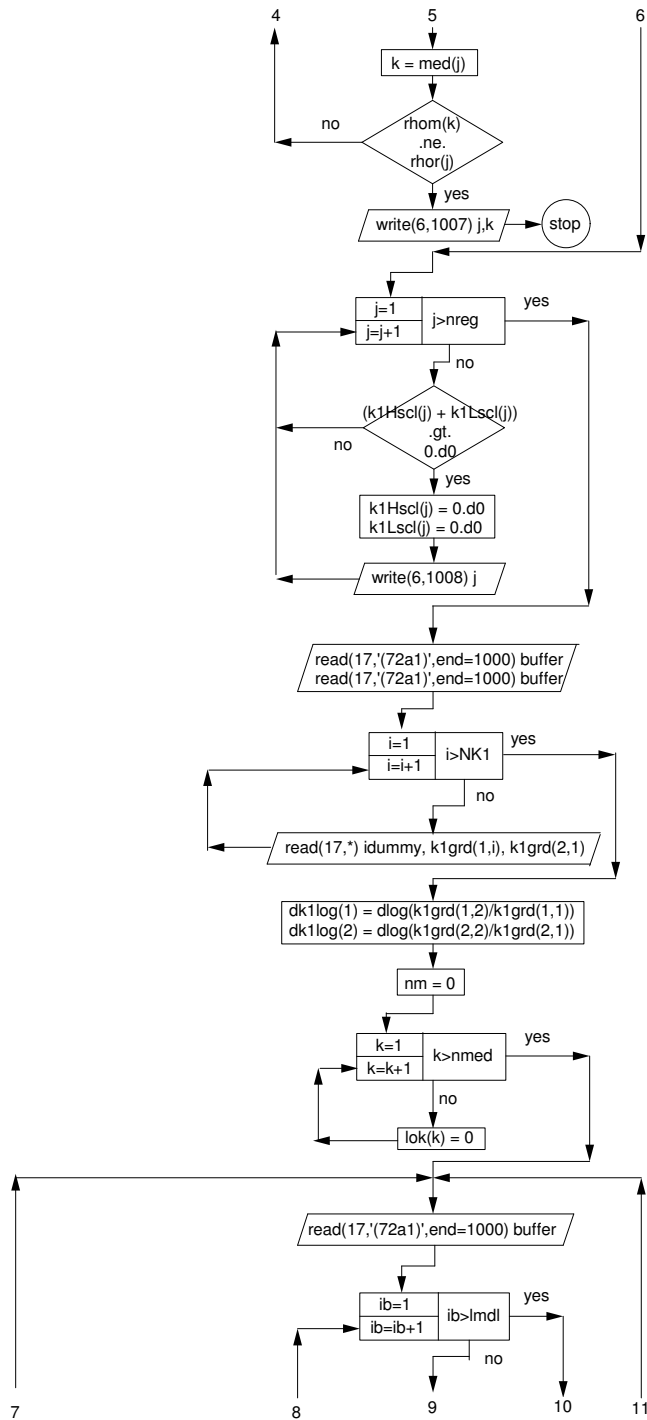 4 5 6
k = med(j)
no
rhom(k)
.ne.
rhor(j)
yes
write(6,1007) j,k
stop
j=1
j=j+1
j>nreg
yes
no
(k1Hscl(j) + k1Lscl(j))
.gt.
0.d0
no
yes
k1Hscl(j) = 0.d0
k1Lscl(j) = 0.d0
write(6,1008) j
read(17,'(72a1)',end=1000) buffer
read(17,'(72a1)',end=1000) buffer
i=1
i=i+1
i>NK1
yes
no
read(17,*) idummy, k1grd(1,i), k1grd(2,1)
dk1log(1) = dlog(k1grd(1,2)/k1grd(1,1))
dk1log(2) = dlog(k1grd(2,2)/k1grd(2,1))
nm = 0
k=1
k=k+1
k>nmed
yes
no
lok(k) = 0
read(17,'(72a1)',end=1000) buffer
ib=1
ib=ib+1
ib>lmdl
yes
no
7 8 9 10 11